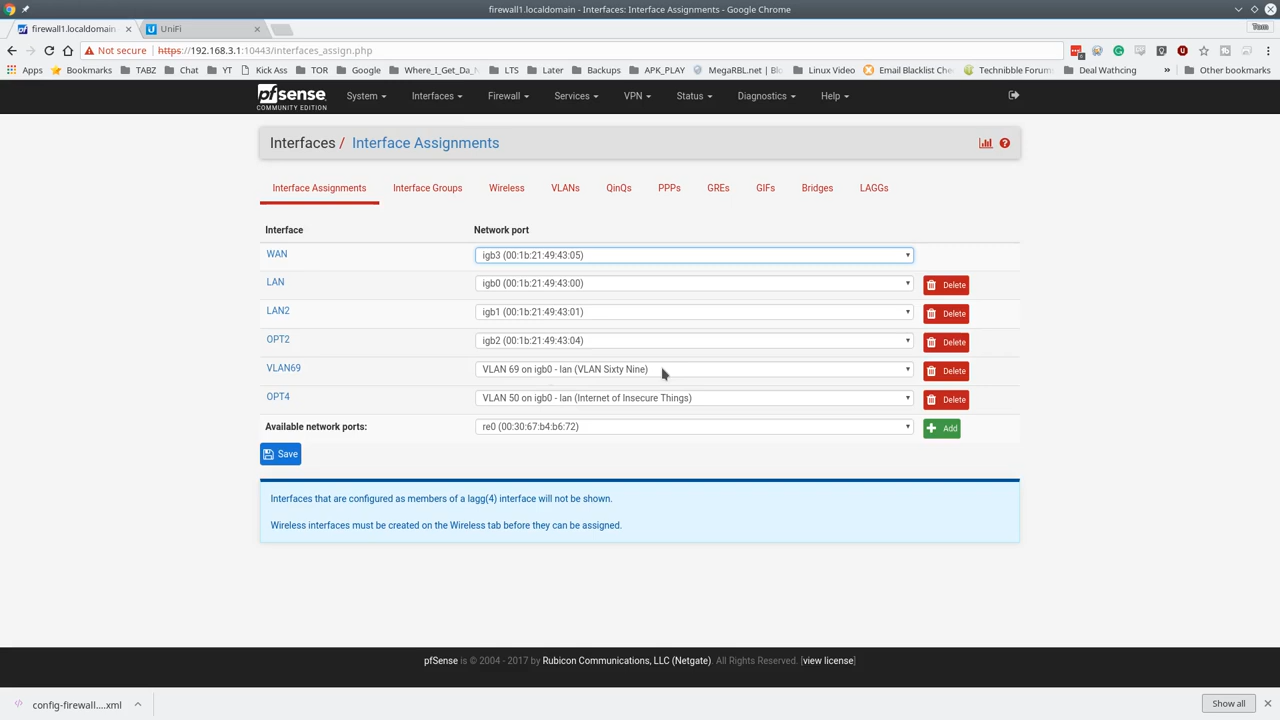 firewall1.localdomain - Interfaces: Interface Assignments - Google Chrome
firewall1.localdomain
UniFi
Tom
Not secure https://192.168.3.1:10443/interfaces_assign.php
Apps Bookmarks TABZ Chat YT Kick Ass TOR Google Where_I_Get_Da_ LTS Later Backups APK_PLAY MegaRBL.net | Linux Video Email Blacklist Che Technibble Forum Deal Wathcing » Other bookmarks
pfsense
COMMUNITY EDITION
System Interfaces Firewall Services VPN Status Diagnostics Help
Interfaces / Interface Assignments
Interface Assignments Interface Groups Wireless VLANs QinQs PPPs GREs GIFs Bridges LAGGs
Interface Network port
WAN igb3 (00:1b:21:49:43:05)
LAN igb0 (00:1b:21:49:43:00) Delete
LAN2 igb1 (00:1b:21:49:43:01) Delete
OPT2 igb2 (00:1b:21:49:43:04) Delete
VLAN69 VLAN 69 on igb0 - lan (VLAN Sixty Nine) Delete
OPT4 VLAN 50 on igb0 - lan (Internet of Insecure Things) Delete
Available network ports: re0 (00:30:67:b4:b6:72) Add
Save
Interfaces that are configured as members of a lagg(4) interface will not be shown.
Wireless interfaces must be created on the Wireless tab before they can be assigned.
pfSense is © 2004 - 2017 by Rubicon Communications, LLC (Netgate). All Rights Reserved. [view license]
config-firewall....xml
Show all